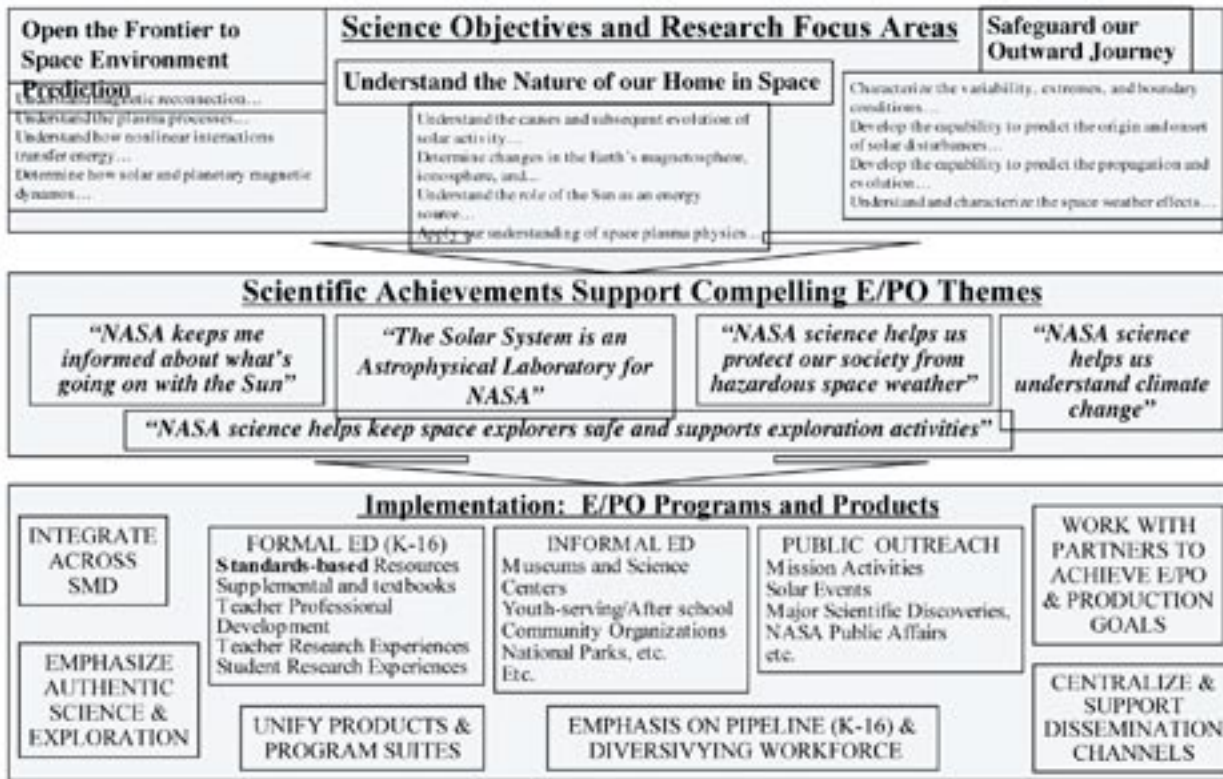 Science Objectives and Research Focus Areas
Open the Frontier to
Space Environment
Prediction
Understand magnetic reconnection…
Understand the plasma processes…
Understand how nonlinear interactions
transfer energy…
Determine how solar and planetary magnetic
dynamos…
Understand the Nature of our Home in Space
Understand the causes and subsequent evolution of
solar activity…
Determine changes in the Earth's magnetosphere,
ionosphere, and…
Understand the role of the Sun as an energy
source…
Apply our understanding of space plasma physics…
Safeguard our
Outward Journey
Characterize the variability, extremes, and boundary
conditions…
Develop the capability to predict the origin and onset
of solar disturbances…
Develop the capability to predict the propagation and
evolution…
Understand and characterize the space weather effects…
Scientific Achievements Support Compelling E/PO Themes
“NASA keeps me
informed about what's
going on with the Sun”
“The Solar System is an
Astrophysical Laboratory for
NASA”
“NASA science helps us
protect our society from
hazardous space weather”
“NASA science
helps us
understand climate
change”
“NASA science helps keep space explorers safe and supports exploration activities”
Implementation: E/PO Programs and Products
INTEGRATE
ACROSS
SMD
EMPHASIZE
AUTHENTIC
SCIENCE &
EXPLORATION
FORMAL ED (K-16)
Standards-based Resources
Supplemental and textbooks
Teacher Professional
Development
Teacher Research Experiences
Student Research Experiences
INFORMAL ED
Museums and Science
Centers
Youth-serving/After school
Community Organizations
National Parks, etc.
Etc.
PUBLIC OUTREACH
Mission Activities
Solar Events
Major Scientific Discoveries,
NASA Public Affairs
etc.
WORK WITH
PARTNERS TO
ACHIEVE E/PO
& PRODUCTION
GOALS
CENTRALIZE &
SUPPORT
DISSEMINATION
CHANNELS
UNIFY PRODUCTS &
PROGRAM SUITES
EMPHASIS ON PIPELINE (K-16) &
DIVERSIVYING WORKFORCE